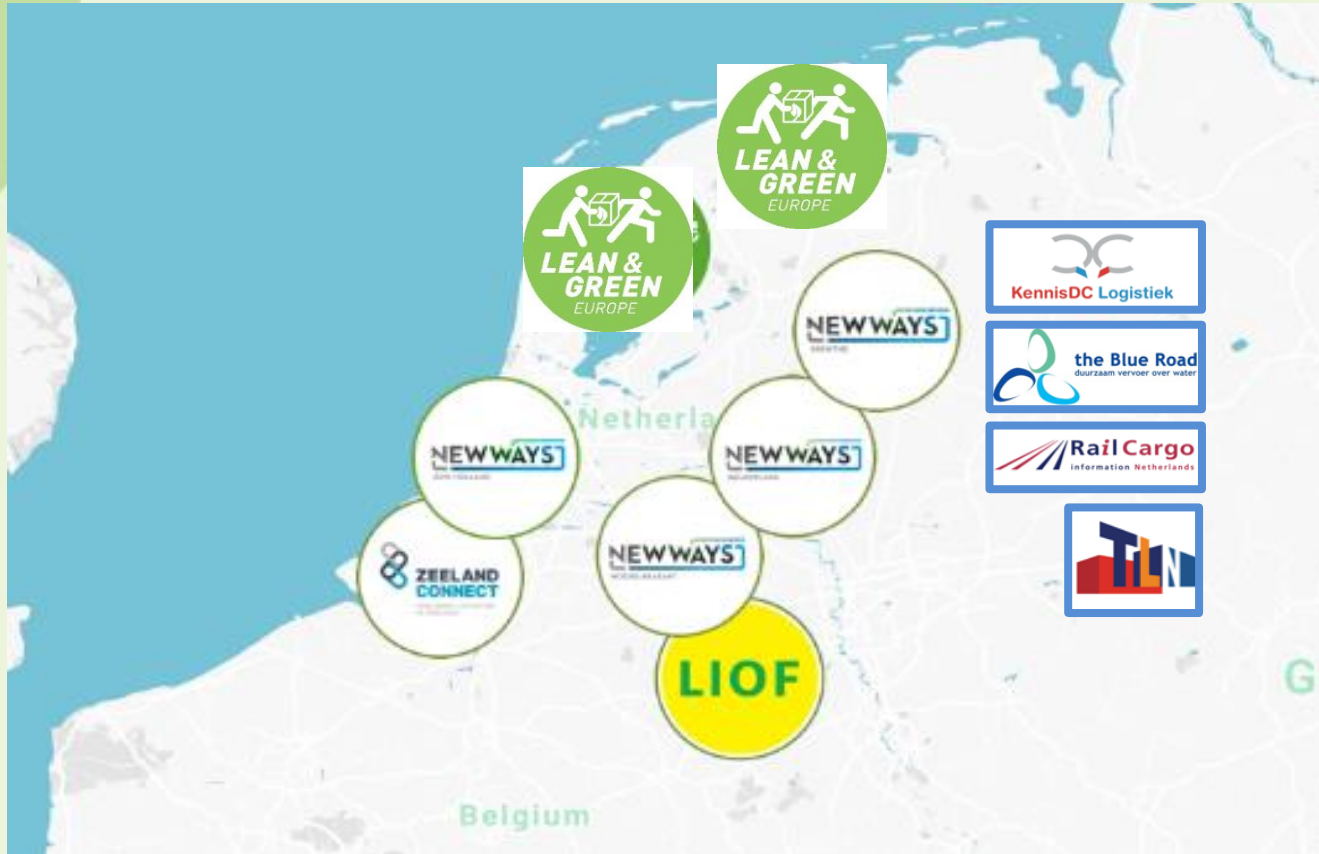 LEAN &
GREEN
EUROPE
LEAN &
GREEN
EUROPE
KennisDC Logistiek
NEWWAYS
the Blue Road
duurzaam vervoer over water
Netherla
NEWWAYS
NEWWAYS
RailCargo
information Netherlands
NEWWAYS
TLN
ZEELAND
CONNECT
LIOF
G
Belgium